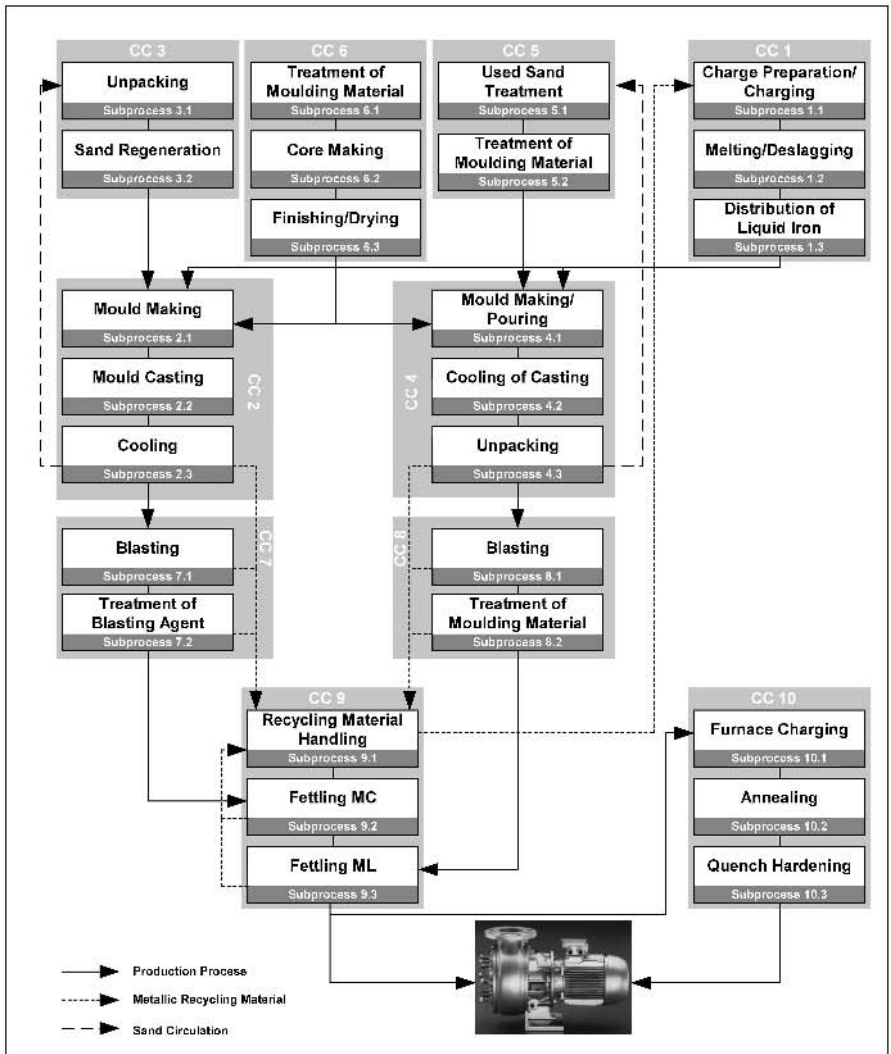 CC 3
Unpacking
Subprocess 3.1
Sand Regeneration
Subprocess 3.2
CC 6
Treatment of
Moulding Material
Subprocess 6.1
Core Making
Subprocess 6.2
Finishing/Drying
Subprocess 6.3
CC 5
Used Sand
Treatment
Subprocess 5.1
Treatment of
Moulding Material
Subprocess 5.2
CC 1
Charge Preparation/
Charging
Subprocess 1.1
Melting/Deslagging
Subprocess 1.2
Distribution of
Liquid Iron
Subprocess 1.3
Mould Making
Subprocess 2.1
Mould Casting
Subprocess 2.2
Cooling
Subprocess 2.3
CC 2
CC 4
Mould Making/
Pouring
Subprocess 4.1
Cooling of Casting
Subprocess 4.2
Unpacking
Subprocess 4.3
Blasting
Subprocess 7.1
Treatment of
Blasting Agent
Subprocess 7.2
CC 7
CC 8
Blasting
Subprocess 8.1
Treatment of
Moulding Material
Subprocess 8.2
CC 9
Recycling Material
Handling
Subprocess 9.1
Fettling MC
Subprocess 9.2
Fettling ML
Subprocess 9.3
CC 10
Furnace Charging
Subprocess 10.1
Annealing
Subprocess 10.2
Quench Hardening
Subprocess 10.3
Production Process
Metallic Recycling Material
Sand Circulation